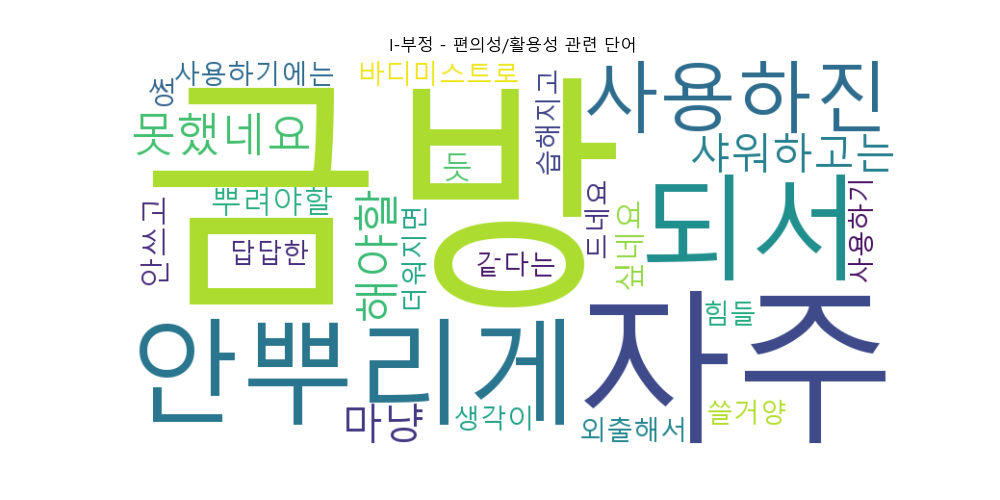 I-부정 - 편의성/활용성 관련 단어
사용하기에는
바디미스트로
썽
금방
사용하진
못했네요
습해지고
샤워하고는
듯
되서
뿌려야할
해야할
더워지면
드네요
싶네요
사용하기
안쓰고
답답한
같다는
안뿌리게
자주
힘들
마냥
생각이
외출해서
쓸거양